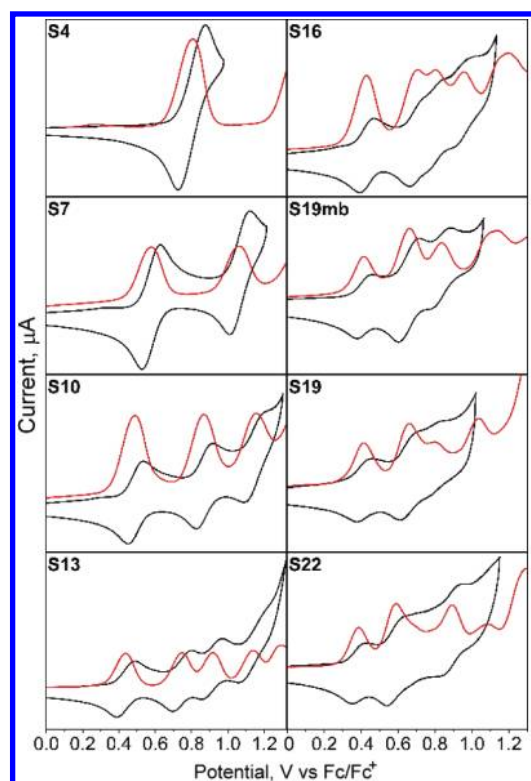 S4
S16
S7
S19mb
S10
S19
S13
S22
Current, μA
0.0 0.2 0.4 0.6 0.8 1.0 1.2 0.2 0.4 0.6 0.8 1.0 1.2
Potential, V vs Fc/Fc⁺